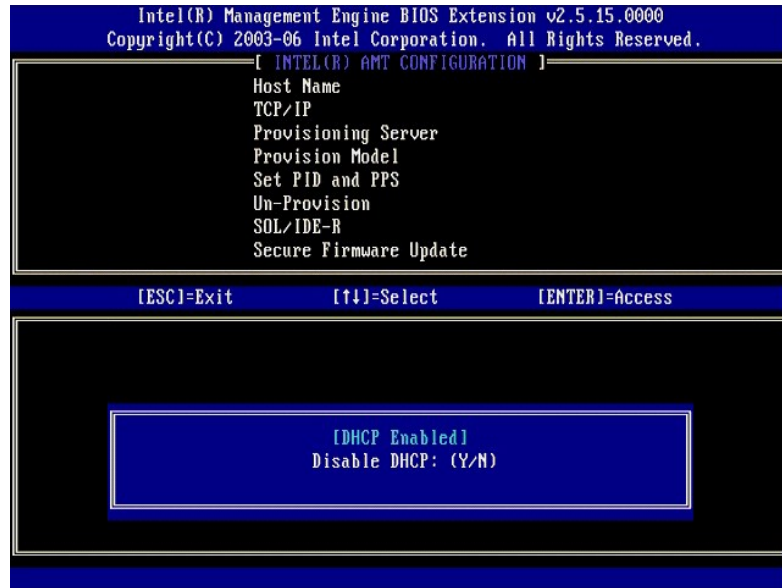 Intel(R) Management Engine BIOS Extension v2.5.15.0000
Copyright(C) 2003-06 Intel Corporation. All Rights Reserved.
[ INTEL(R) AMT CONFIGURATION ]
Host Name
TCP/IP
Provisioning Server
Provision Model
Set PID and PPS
Un-Provision
SOL/IDE-R
Secure Firmware Update
[ESC]=Exit [↑↓]=Select [ENTER]=Access
[DHCP Enabled]
Disable DHCP: (Y/N)